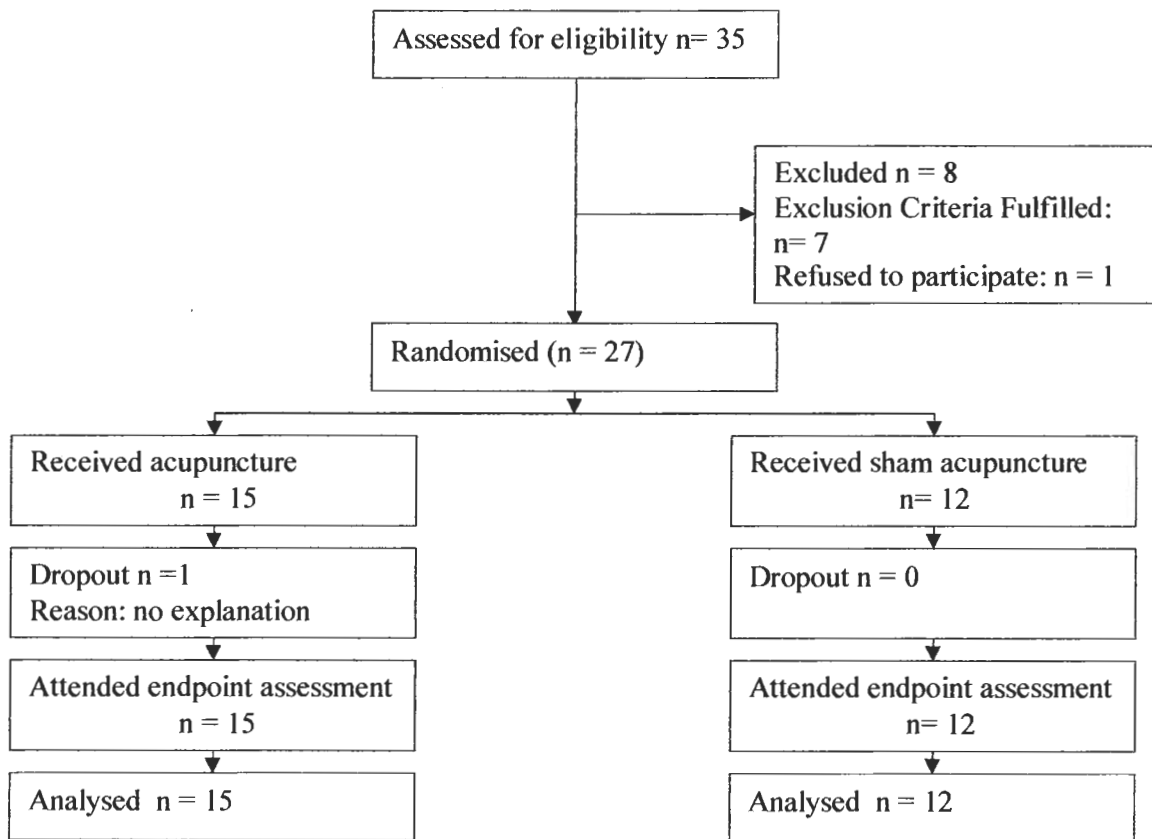 Assessed for eligibility n= 35
Excluded n = 8
Exclusion Criteria Fulfilled:
n= 7
Refused to participate: n = 1
Randomised (n = 27)
Received acupuncture
n = 15
Received sham acupuncture
n= 12
Dropout n =1
Reason: no explanation
Dropout n = 0
Attended endpoint assessment
n = 15
Attended endpoint assessment
n= 12
Analysed n = 15
Analysed n = 12